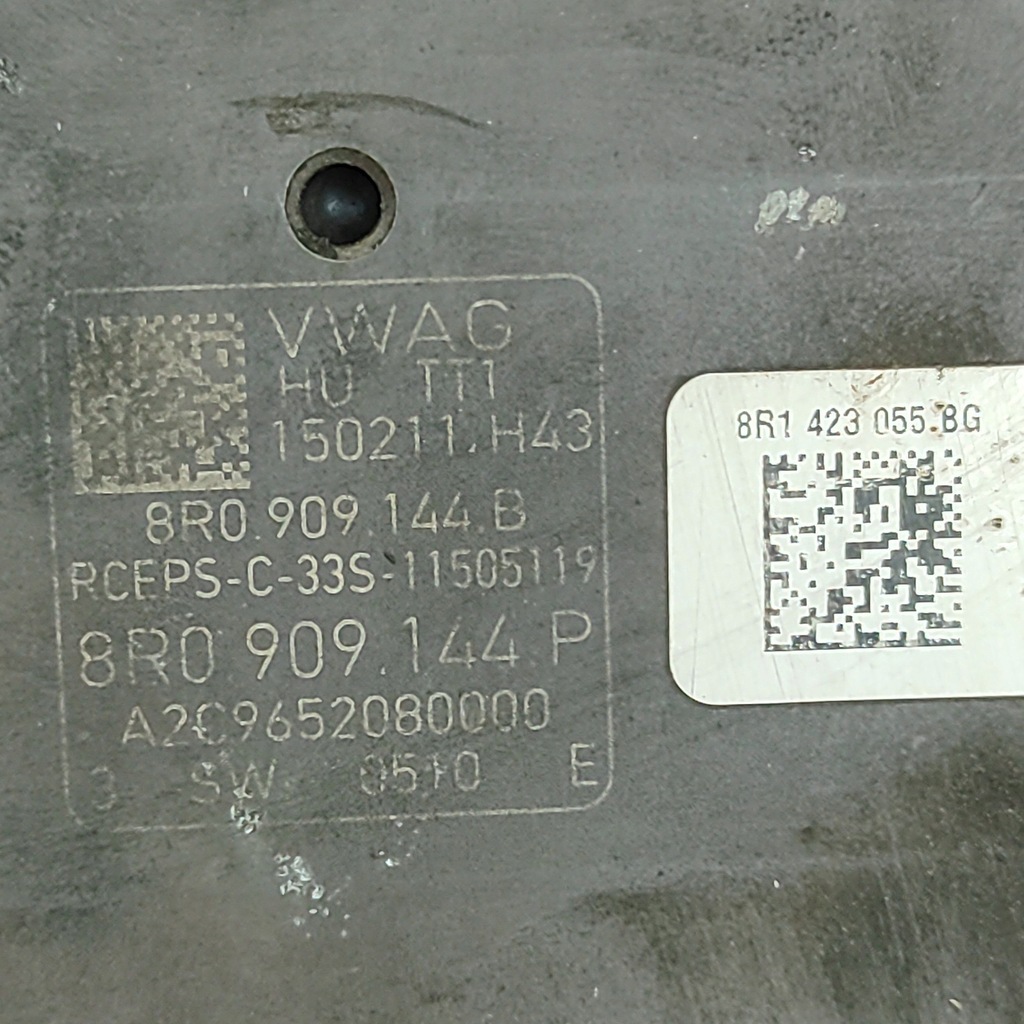 VWAG
HU TT1
150211.H43
8R0.909.144.B
RCEPS-C-33S-11505119
8R0 909.144 P
A2C9652080000
SW 8510 E
8R1 423 055 BG